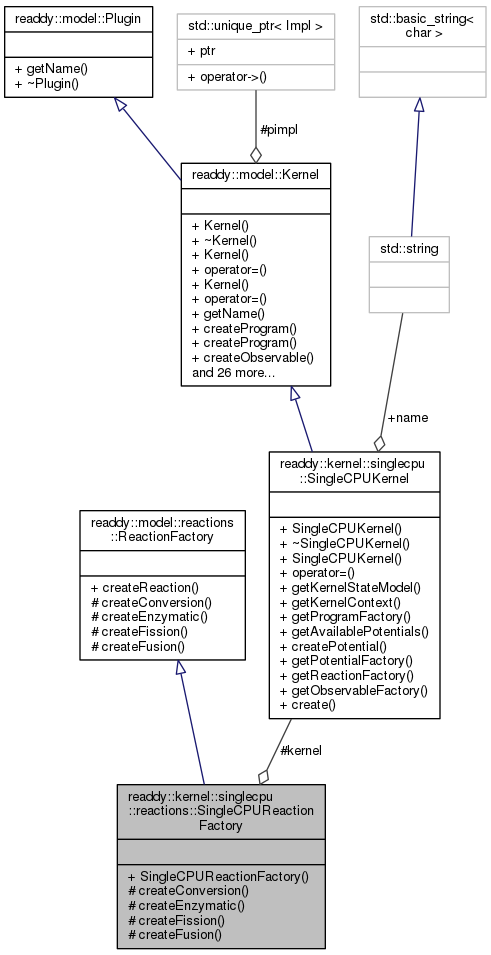 readdy::model::Plugin
+ getName()
+ ~Plugin()
std::unique_ptr< Impl >
+ ptr
+ operator->()
std::basic_string<
char >
#pimpl
readdy::model::Kernel
+ Kernel()
+ ~Kernel()
+ Kernel()
+ operator=()
+ Kernel()
+ operator=()
+ getName()
+ createProgram()
+ createProgram()
+ createObservable()
and 26 more...
std::string
+name
readdy::kernel::singlecpu
::SingleCPUKernel
+ SingleCPUKernel()
+ ~SingleCPUKernel()
+ SingleCPUKernel()
+ operator=()
+ getKernelStateModel()
+ getKernelContext()
+ getProgramFactory()
+ getAvailablePotentials()
+ createPotential()
+ getPotentialFactory()
+ getReactionFactory()
+ getObservableFactory()
+ create()
readdy::model::reactions
::ReactionFactory
+ createReaction()
# createConversion()
# createEnzymatic()
# createFission()
# createFusion()
#kernel
readdy::kernel::singlecpu
::reactions::SingleCPUReaction
Factory
+ SingleCPUReactionFactory()
# createConversion()
# createEnzymatic()
# createFission()
# createFusion()